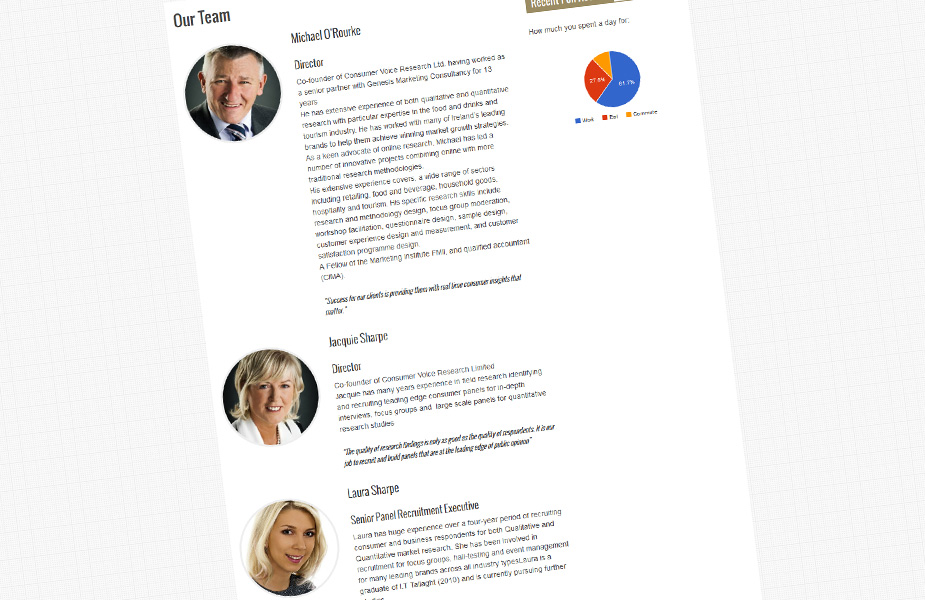 Our Team
Michael O'Rourke
Director
Co-founder of Consumer Voice Research Ltd. having worked as
a senior partner with Genesis Marketing Consultancy for 13
years.
He has extensive experience of both qualitative and quantitative
research with particular expertise in the food and drinks and
tourism industry. He has worked with many of Ireland's leading
brands to help them achieve winning market growth strategies.
As a keen advocate of online research, Michael has led a
number of innovative projects combining online with more
traditional research methodologies.
His extensive experience covers, a wide range of sectors
including retailing, food and beverage, household goods,
hospitality and tourism. His specific research skills include
research and methodology design, focus group moderation,
workshop facilitation, questionnaire design, sample design,
customer experience design and measurement, and customer
satisfaction programme design.
A Fellow of the Marketing Institute FMII, and qualified accountant
(CIMA).
"Success for our clients is providing them with real time consumer insights that
matter."
Jacquie Sharpe
Director
Co-founder of Consumer Voice Research Limited
Jacquie has many years experience in field research identifying
and recruiting leading edge consumer panels for in-depth
interviews, focus groups and large scale panels for quantitative
research studies
"The quality of research findings is only as good as the quality of respondents. It is our
job to recruit and build panels that are at the leading edge of public opinion"
Laura Sharpe
Senior Panel Recruitment Executive
Laura has huge experience over a four-year period of recruiting
consumer and business respondents for both Qualitative and
Quantitative market research. She has been involved in
recruitment for focus groups, hall-testing and event management
for many leading brands across all industry typesLaura is a
graduate of I.T Tallaght (2010) and is currently pursuing further
Recent
How much you spent a day for:
27.6%
61.2%
Work
Eat
Commute